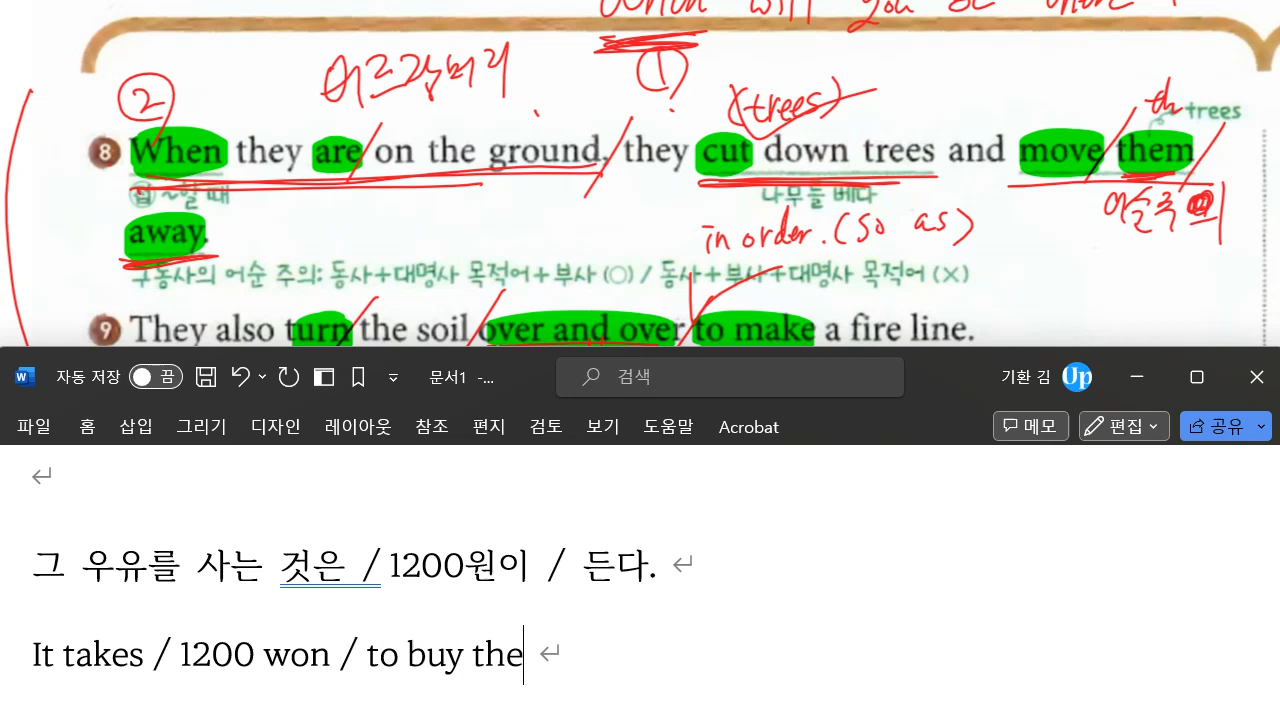 when will you be there ?
② ①
(trees)
th
trees
8 When they are on the ground, they cut down trees and move them
접 ~할 때
나무를 베다
어순주의
away.
in order (so as)
구동사의 어순 주의: 동사+대명사 목적어+부사 (○) / 동사+부사+대명사 목적어 (×)
9 They also turn the soil over and over to make a fire line.
자동 저장 끔 문서1 -... 검색 기환 김 Up
파일 홈 삽입 그리기 디자인 레이아웃 참조 편지 검토 보기 도움말 Acrobat 메모 편집 공유
그 우유를 사는 것은 / 1200원이 / 든다.
It takes / 1200 won / to buy the